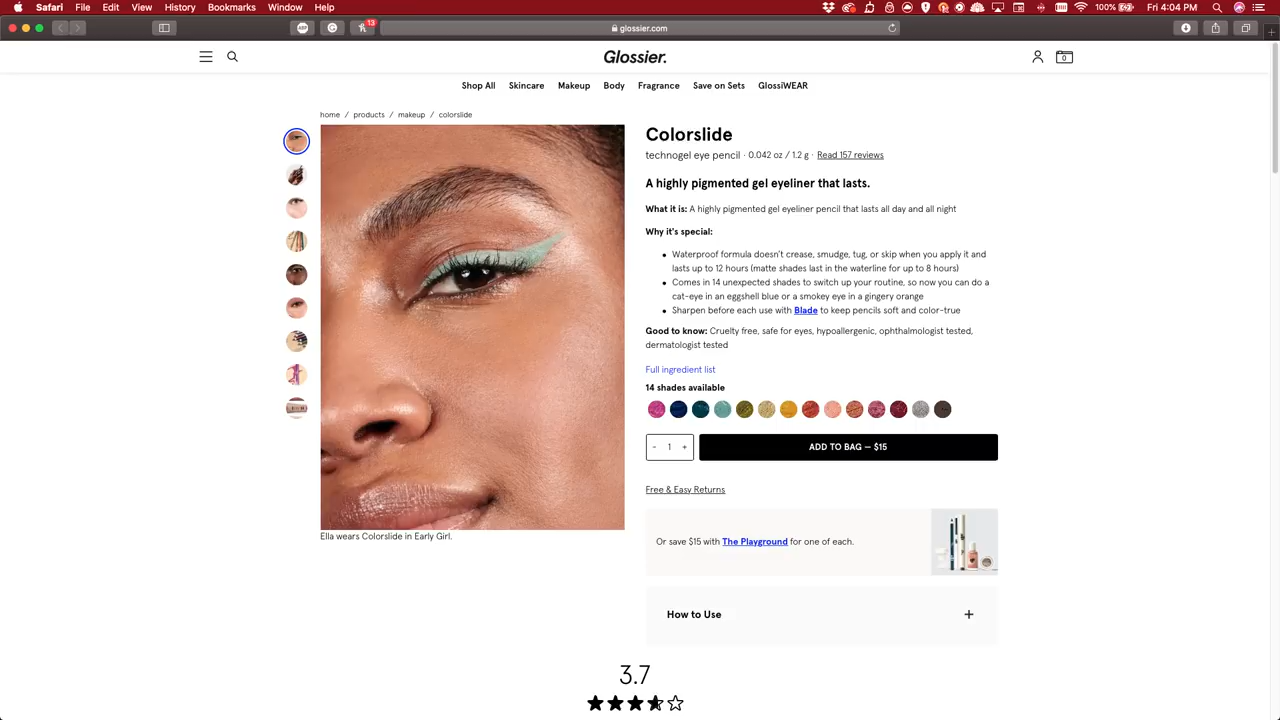 Safari File Edit View History Bookmarks Window Help
100% Fri 4:04 PM
13
ABP
glossier.com
Glossier.
0
Shop All Skincare Makeup Body Fragrance Save on Sets GlossiWEAR
home / products / makeup / colorslide
Colorslide
technogel eye pencil · 0.042 oz / 1.2 g · Read 157 reviews
A highly pigmented gel eyeliner that lasts.
What it is: A highly pigmented gel eyeliner pencil that lasts all day and all night
Why it's special:
Waterproof formula doesn't crease, smudge, tug, or skip when you apply it and
lasts up to 12 hours (matte shades last in the waterline for up to 8 hours)
Comes in 14 unexpected shades to switch up your routine, so now you can do a
cat-eye in an eggshell blue or a smokey eye in a gingery orange
Sharpen before each use with Blade to keep pencils soft and color-true
Good to know: Cruelty free, safe for eyes, hypoallergenic, ophthalmologist tested,
dermatologist tested
Full ingredient list
14 shades available
- 1 +
ADD TO BAG — $15
Free & Easy Returns
Or save $15 with The Playground for one of each.
Ella wears Colorslide in Early Girl.
How to Use +
3.7